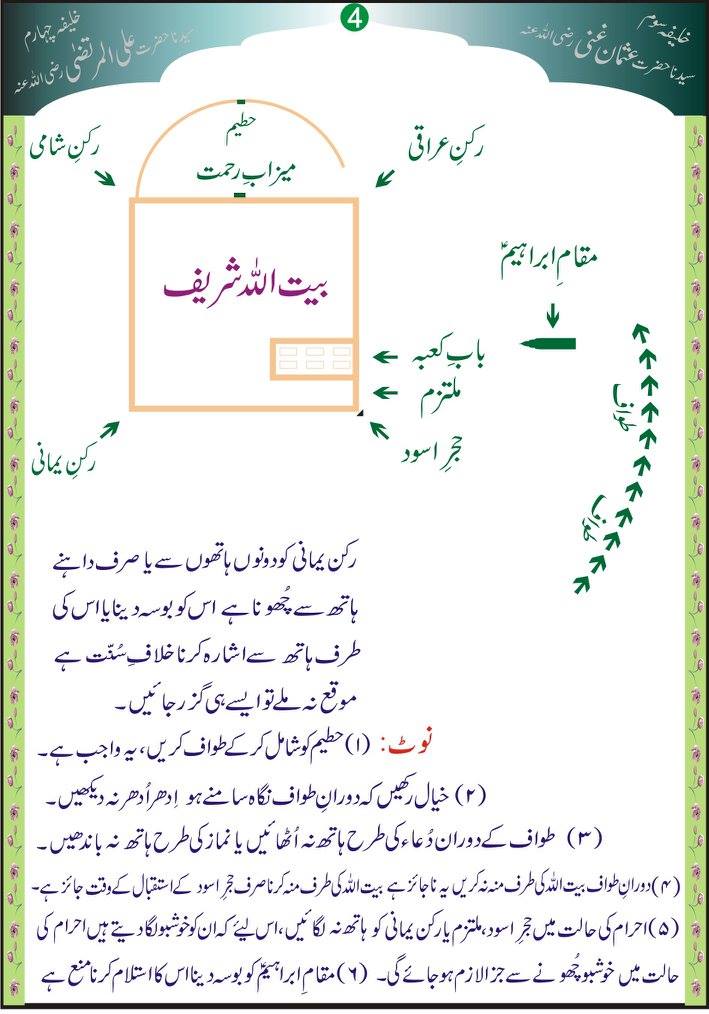 4
خلیفہ سوم
سیدنا حضرت عثمان غنی رضی اللہ عنہ
خلیفہ چہارم
سیدنا حضرت علی المرتضیٰ رضی اللہ عنہ
حطیم
رکنِ عراقی
رکنِ شامی
میزابِ رحمت
مقامِ ابراہیمؑ
بیت اللہ شریف
بابِ کعبہ
ملتزم
طواف
حجرِ اسود
رکنِ یمانی
طواف
رکن یمانی کو دونوں ہاتھوں سے یا صرف داہنے
ہاتھ سے چُھونا ہے اس کو بوسہ دینا یا اس کی
طرف ہاتھ سے اشارہ کرنا خلافِ سُنّت ہے
موقع نہ ملے تو ایسے ہی گزر جائیں۔
نوٹ: (۱) حطیم کو شامل کر کے طواف کریں، یہ واجب ہے۔
(۲) خیال رکھیں کہ دورانِ طواف نگاہ سامنے ہو اِدھر اُدھر نہ دیکھیں۔
(۳) طواف کے دوران دُعاء کی طرح ہاتھ نہ اُٹھائیں یا نماز کی طرح ہاتھ نہ باندھیں۔
(۴) دورانِ طواف بیت اللہ کی طرف منہ نہ کریں یہ ناجائز ہے بیت اللہ کی طرف منہ کرنا صرف حجرِ اسود کے استقبال کے وقت جائز ہے۔
(۵) احرام کی حالت میں حجرِ اسود، ملتزم یا رکن یمانی کو ہاتھ نہ لگائیں، اس لیئے کہ ان کو خوشبو لگا دیتے ہیں احرام کی
حالت میں خوشبو چُھونے سے جزا لازم ہو جائے گی۔ (۶) مقامِ ابراہیمؑ کو بوسہ دینا اس کا استلام کرنا منع ہے